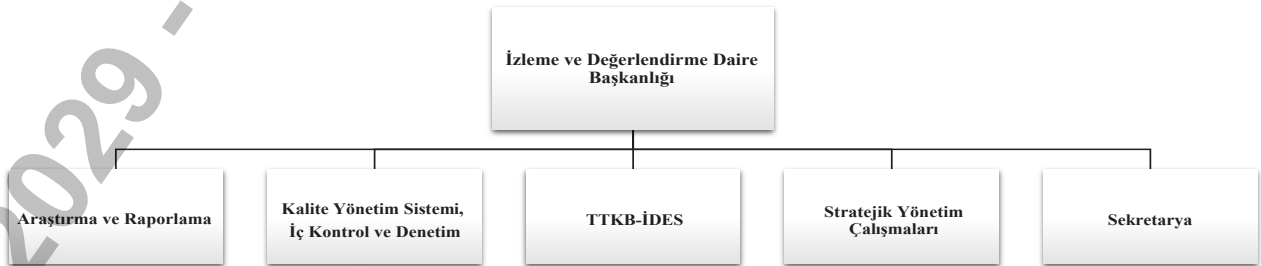 İzleme ve Değerlendirme Daire
Başkanlığı
Araştırma ve Raporlama
Kalite Yönetim Sistemi,
İç Kontrol ve Denetim
TTKB-İDES
Stratejik Yönetim
Çalışmaları
Sekretarya
2029 -